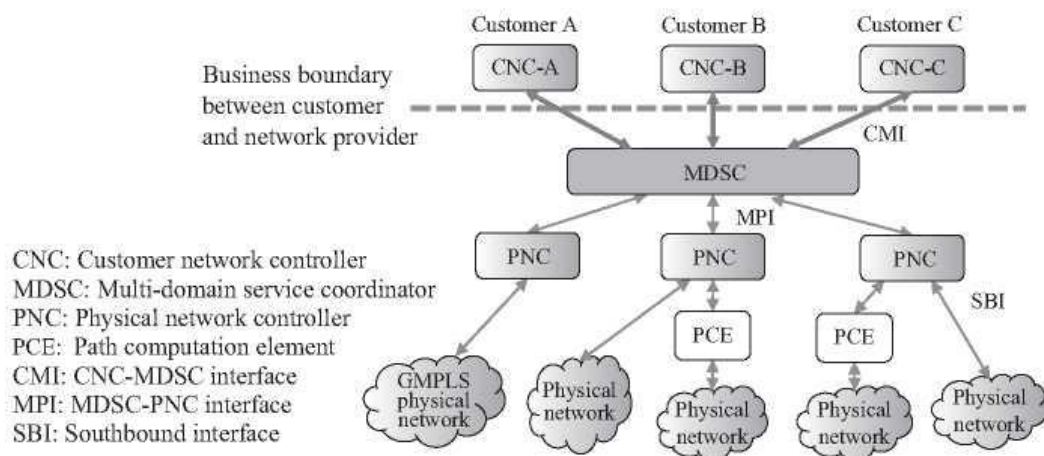 Customer A
Customer B
Customer C
CNC-A
CNC-B
CNC-C
Business boundary
between customer
and network provider
CMI
MDSC
MPI
PNC
PNC
PNC
SBI
PCE
PCE
CNC: Customer network controller
MDSC: Multi-domain service coordinator
PNC: Physical network controller
PCE: Path computation element
CMI: CNC-MDSC interface
MPI: MDSC-PNC interface
SBI: Southbound interface
GMPLS
physical
network
Physical
network
Physical
network
Physical
network
Physical
network